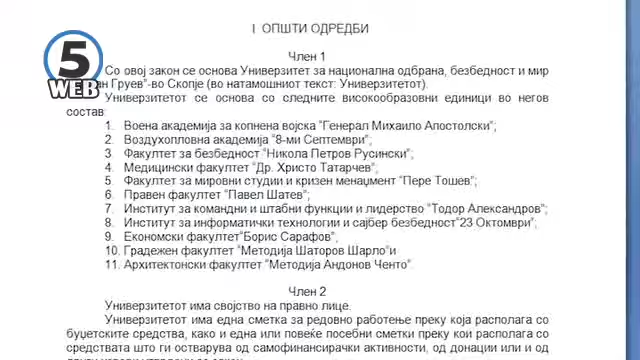 5
WEB
I ОПШТИ ОДРЕДБИ
Член 1
Со овој закон се основа Универзитет за национална одбрана, безбедност и мир
ан Груев"-во Скопје (во натамошниот текст: Универзитетот).
Универзитетот се основа со следните високообразовни единици во негов
состав:
1. Воена академија за копнена војска "Генерал Михаило Апостолски";
2. Воздухопловна академија "8-ми Септември";
3 Факултет за безбедност "Никола Петров Русински";
4. Медицински факултет "Др. Христо Татарчев";
5. Факултет за мировни студии и кризен менаџмент "Пере Тошев";
6. Правен факултет "Павел Шатев";
7. Институт за командни и штабни функции и лидерство "Тодор Александров";
8. Институт за информатички технологии и сајбер безбедност"23 Октомври";
9. Економски факултет"Борис Сарафов";
10. Градежен факултет "Методија Шаторов Шарло"и
11. Архитектонски факултет "Методија Андонов Ченто".
Член 2
Универзитетот има својство на правно лице.
Универзитетот има една сметка за редовно работење преку која располага со
буџетските средства, како и една или повеќе посебни сметки преку кои располага со
средствата што ги остварува од самофинансирачки активности, од донации или и од